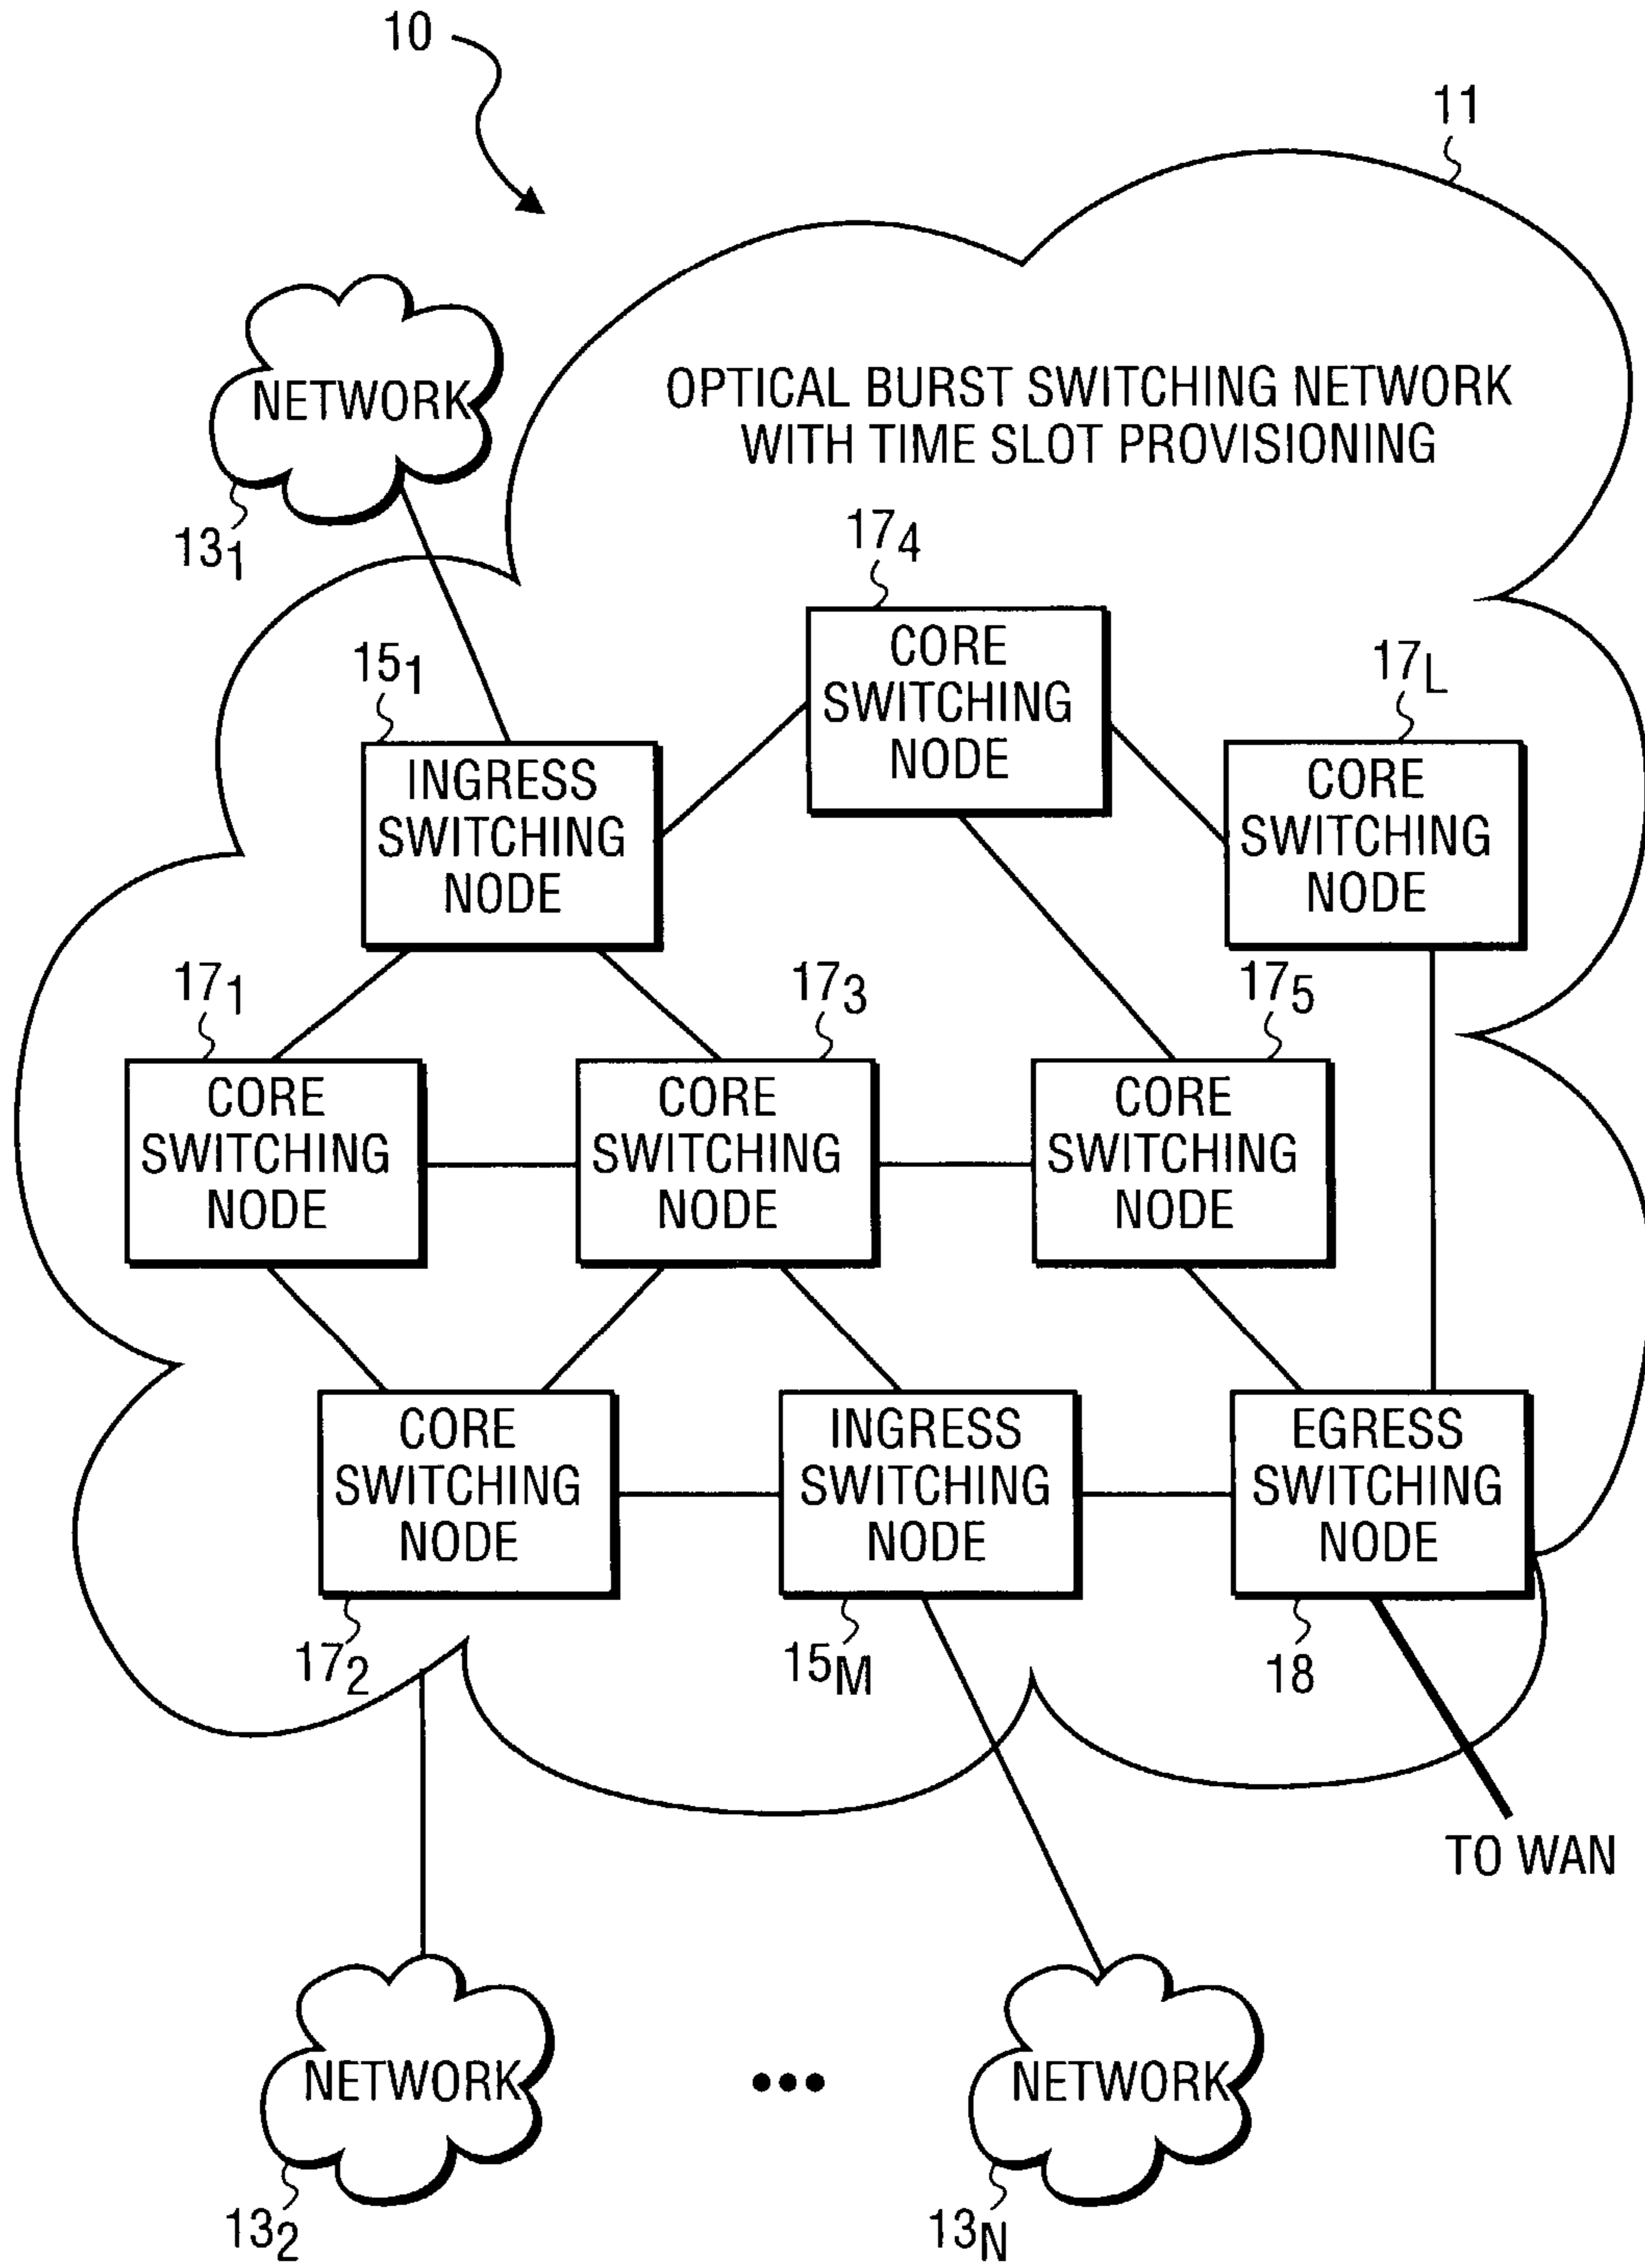 10
11
NETWORK
OPTICAL BURST SWITCHING NETWORK
WITH TIME SLOT PROVISIONING
13₁
17₄
CORE
SWITCHING
NODE
15₁
INGRESS
SWITCHING
NODE
17L
CORE
SWITCHING
NODE
17₁
CORE
SWITCHING
NODE
17₃
CORE
SWITCHING
NODE
17₅
CORE
SWITCHING
NODE
CORE
SWITCHING
NODE
17₂
INGRESS
SWITCHING
NODE
15M
EGRESS
SWITCHING
NODE
18
TO WAN
NETWORK
13₂
•••
NETWORK
13N